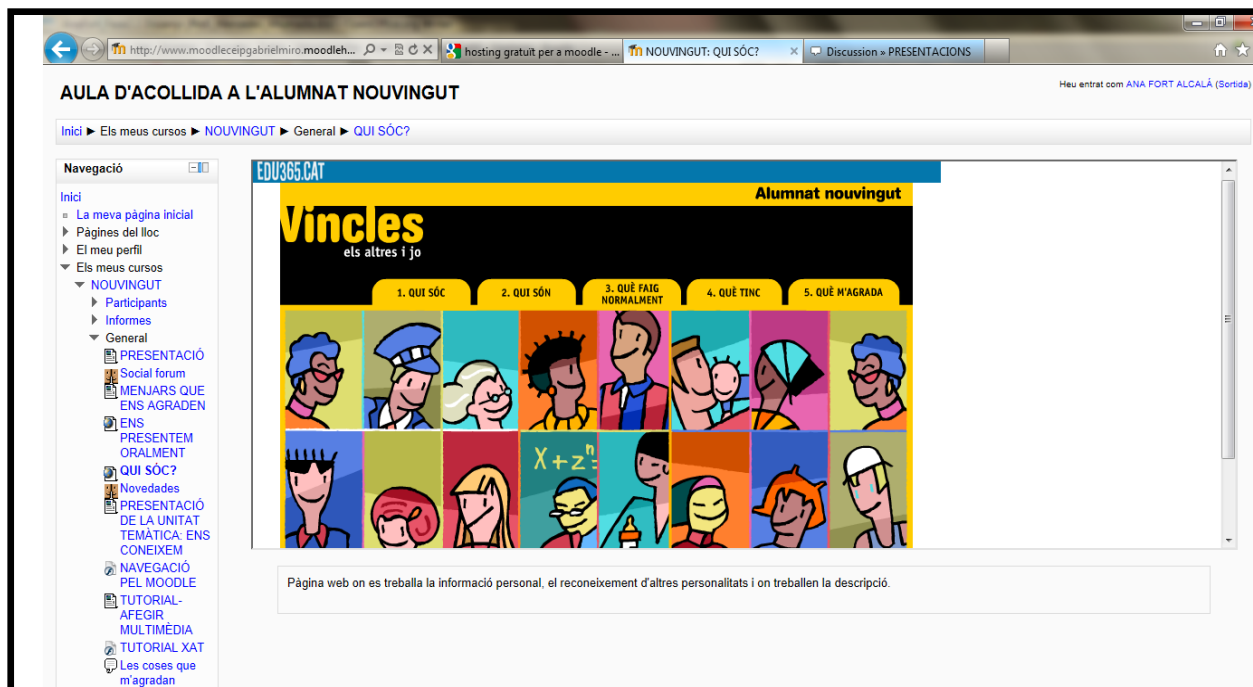 http://www.moodleceipgabrielmiro.moodleh...
hosting gratuït per a moodle - ...
NOUVINGUT: QUI SÓC?
Discussion » PRESENTACIONS
AULA D'ACOLLIDA A L'ALUMNAT NOUVINGUT
Heu entrat com ANA FORT ALCALÀ (Sortida)
Inici ► Els meus cursos ► NOUVINGUT ► General ► QUI SÓC?
Navegació
Inici
La meva pàgina inicial
Pàgines del lloc
El meu perfil
Els meus cursos
NOUVINGUT
Participants
Informes
General
PRESENTACIÓ
Social forum
MENJARS QUE
ENS AGRADEN
ENS
PRESENTEM
ORALMENT
QUI SÓC?
Novedades
PRESENTACIÓ
DE LA UNITAT
TEMÀTICA: ENS
CONEIXEM
NAVEGACIÓ
PEL MOODLE
TUTORIAL-
AFEGIR
MULTIMÈDIA
TUTORIAL XAT
Les coses que
m'agradan
EDU365.CAT
Alumnat nouvingut
Vincles
els altres i jo
1. QUI SÓC
2. QUI SÓN
3. QUÈ FAIG
NORMALMENT
4. QUÈ TINC
5. QUÈ M'AGRADA
X+zⁿ=
Pàgina web on es treballa la informació personal, el reconeixement d'altres personalitats i on treballen la descripció.